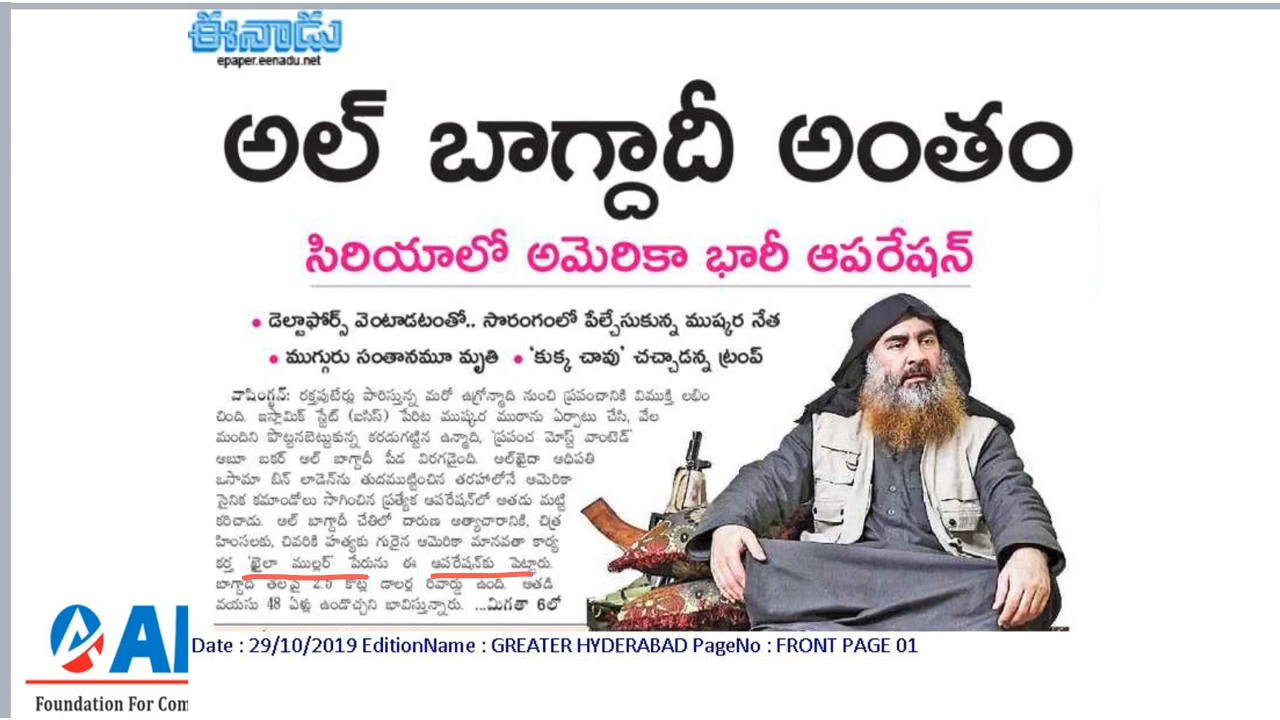 ఈనాడు
epaper.eenadu.net
అల్ బాగ్దాదీ అంతం
సిరియాలో అమెరికా భారీ ఆపరేషన్
• డెల్టాఫోర్స్ వెంటాడటంతో.. సొరంగంలో పేల్చేసుకున్న ముష్కర నేత
• ముగ్గురు సంతానమూ మృతి • ‘కుక్క చావు’ చచ్చాడన్న ట్రంప్
వాషింగ్టన్: రక్తపుటేర్లు పారిస్తున్న మరో ఉగ్రోన్మాది నుంచి ప్రపంచానికి విముక్తి లభిం
చింది. ఇస్లామిక్ స్టేట్ (ఐసిస్) పేరిట ముష్కర ముఠాను ఏర్పాటు చేసి, వేల
మందిని పొట్టనబెట్టుకున్న కరడుగట్టిన ఉన్మాది, ‘ప్రపంచ మోస్ట్ వాంటెడ్’
అబూ బకర్ అల్ బాగ్దాదీ పీడ విరగడైంది. అల్‌ఖైదా అధిపతి
ఒసామా బిన్ లాడెన్‌ను తుదముట్టించిన తరహాలోనే అమెరికా
సైనిక కమాండోలు సాగించిన ప్రత్యేక ఆపరేషన్‌లో అతడు మట్టి
కరిచాడు. అల్ బాగ్దాదీ చేతిలో దారుణ అత్యాచారానికి, చిత్ర
హింసలకు, చివరికి హత్యకు గురైన అమెరికా మానవతా కార్య
కర్త ‘ఖైలా ముల్లర్’ పేరును ఈ ఆపరేషన్‌కు పెట్టారు.
బాగ్దాదీ తలపై 2.5 కోట్ల డాలర్ల రివార్డు ఉంది. అతడి
వయసు 48 ఏళ్లు ఉండొచ్చని భావిస్తున్నారు. ...మిగతా 6లో
Date : 29/10/2019 EditionName : GREATER HYDERABAD PageNo : FRONT PAGE 01
Foundation For Com